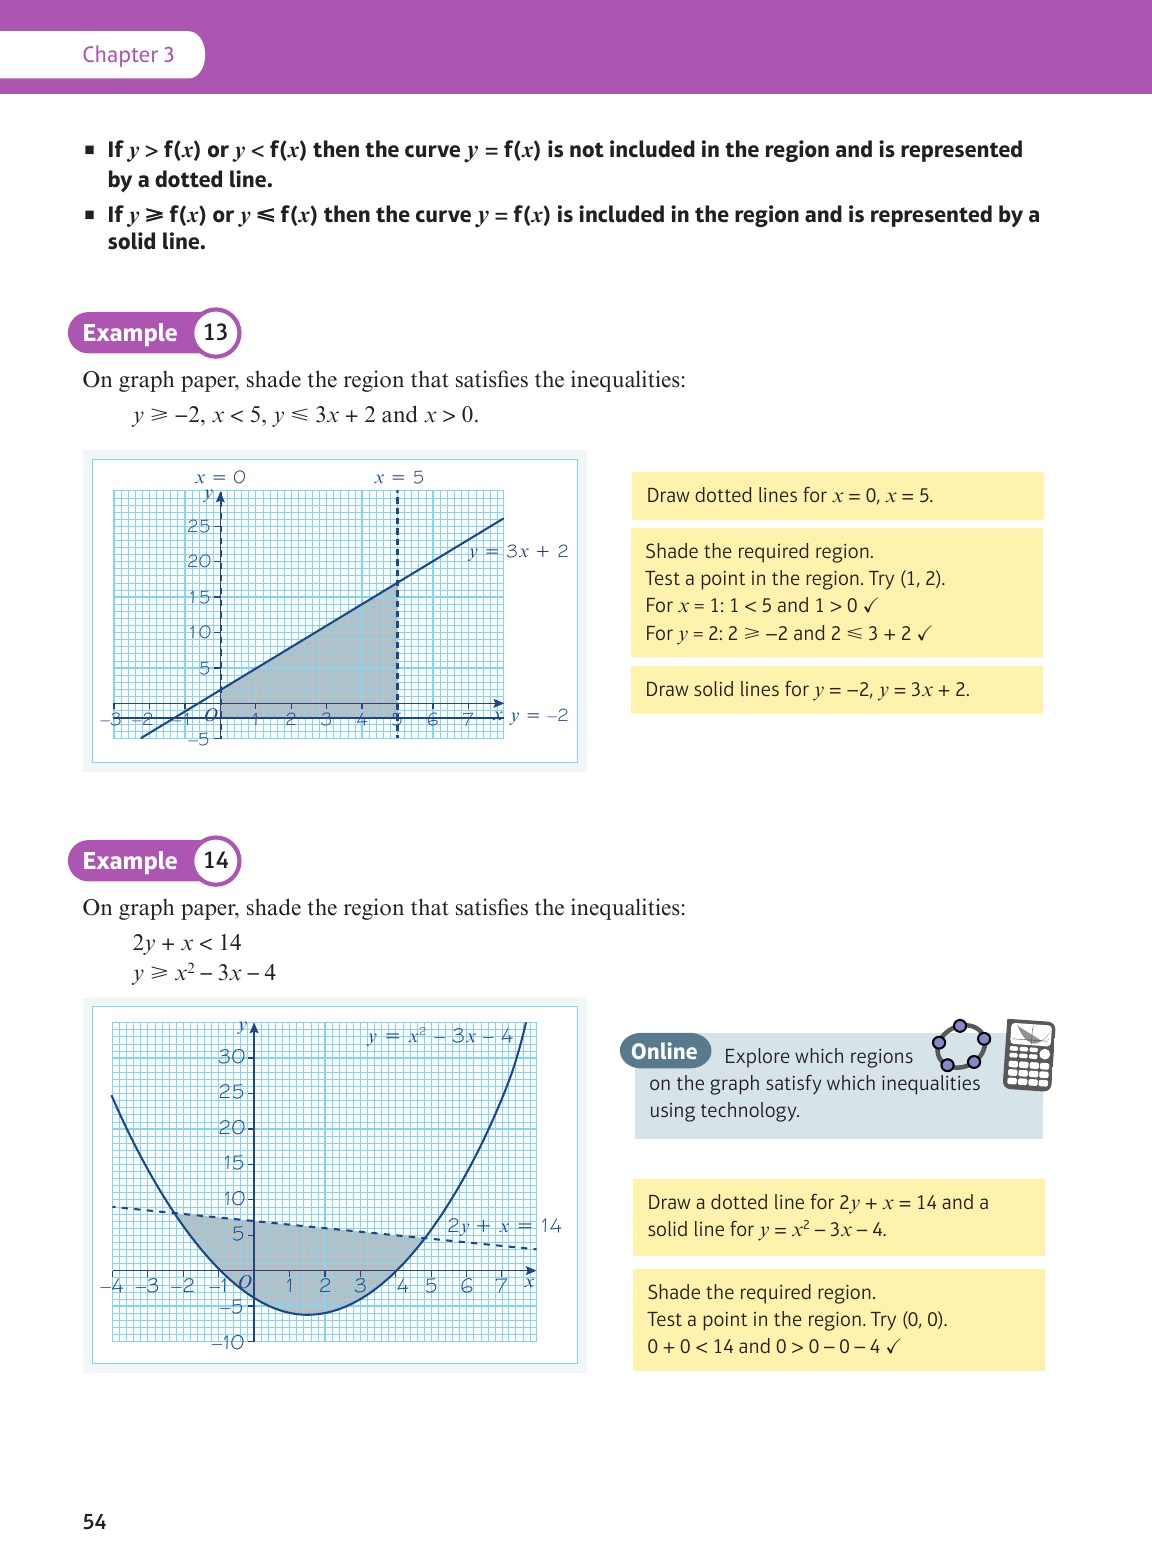 Chapter 3
▪ If y > f(x) or y < f(x) then the curve y = f(x) is not included in the region and is represented
by a dotted line.
▪ If y ⩾ f(x) or y ⩽ f(x) then the curve y = f(x) is included in the region and is represented by a
solid line.
Example 13
On graph paper, shade the region that satisfies the inequalities:
y ⩾ −2, x < 5, y ⩽ 3x + 2 and x > 0.
x = 0
x = 5
y
25
20
15
10
5
−5
y = 3x + 2
−3 −2 −1 O 1 2 3 4 5 6 7 x
y = −2
Draw dotted lines for x = 0, x = 5.
Shade the required region.
Test a point in the region. Try (1, 2).
For x = 1: 1 < 5 and 1 > 0 ✓
For y = 2: 2 ⩾ −2 and 2 ⩽ 3 + 2 ✓
Draw solid lines for y = −2, y = 3x + 2.
Example 14
On graph paper, shade the region that satisfies the inequalities:
2y + x < 14
y ⩾ x² − 3x − 4
y
y = x² − 3x − 4
30
25
20
15
10
5
−5
−10
2y + x = 14
−4 −3 −2 −1 O 1 2 3 4 5 6 7 x
Online Explore which regions
on the graph satisfy which inequalities
using technology.
Draw a dotted line for 2y + x = 14 and a
solid line for y = x² − 3x − 4.
Shade the required region.
Test a point in the region. Try (0, 0).
0 + 0 < 14 and 0 > 0 − 0 − 4 ✓
54